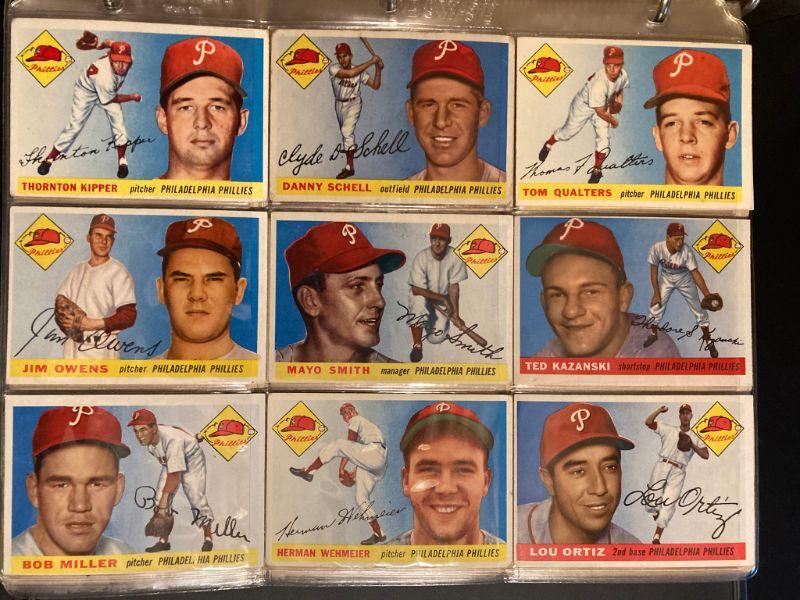 Phillies
Thornton Kipper
THORNTON KIPPER pitcher PHILADELPHIA PHILLIES
Phillies
Clyde D Schell
DANNY SCHELL outfield PHILADELPHIA PHILLIES
Phillies
Thomas F Qualters
TOM QUALTERS pitcher PHILADELPHIA PHILLIES
Phillies
Jim Owens
JIM OWENS pitcher PHILADELPHIA PHILLIES
Phillies
Mayo Smith
MAYO SMITH manager PHILADELPHIA PHILLIES
Phillies
Theodore S Kazanski
TED KAZANSKI shortstop PHILADELPHIA PHILLIES
Phillies
Bob Miller
BOB MILLER pitcher PHILADELPHIA PHILLIES
Phillies
Herman Wehmeier
HERMAN WEHMEIER pitcher PHILADELPHIA PHILLIES
Phillies
Lou Ortiz
LOU ORTIZ 2nd base PHILADELPHIA PHILLIES